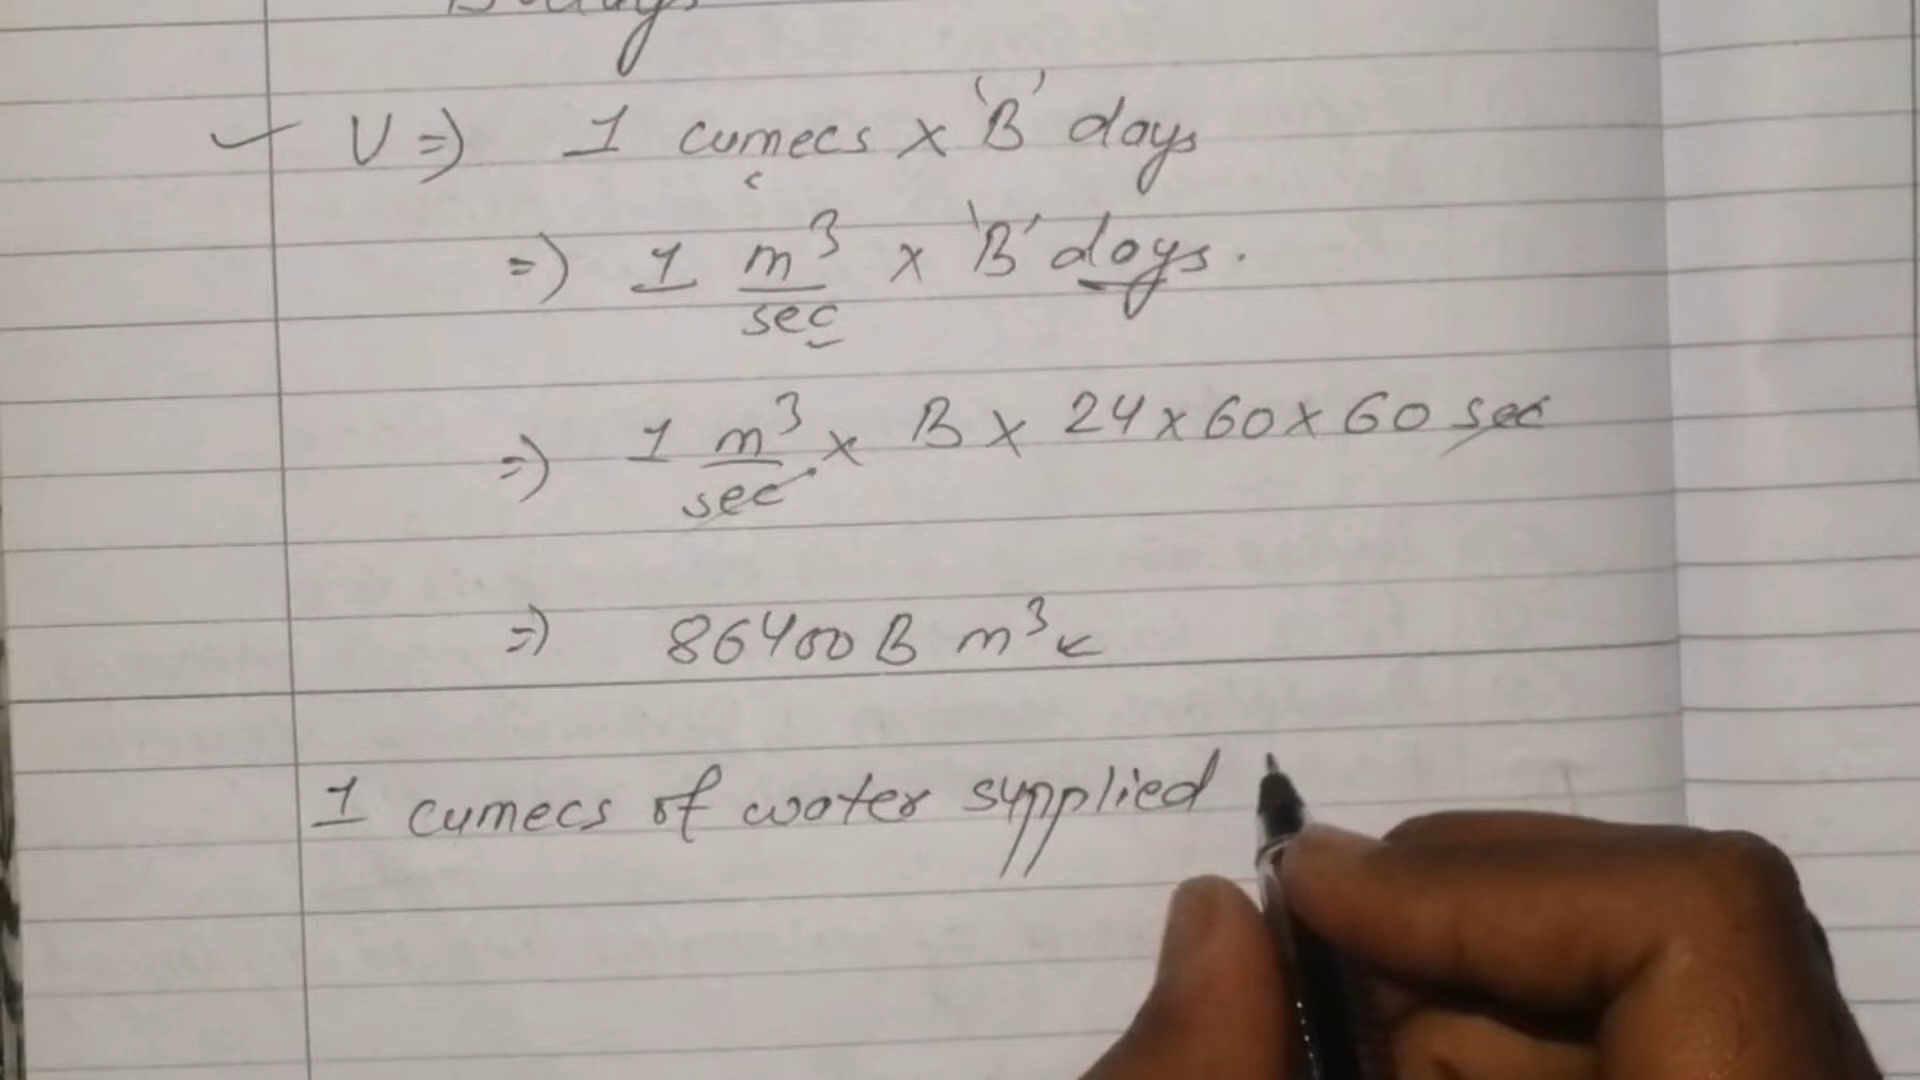 B days
V => 1 cumecs x 'B' days
=> 1 m³/sec x 'B' days.
=> 1 m³/sec x B x 24 x 60 x 60 sec
=> 86400 B m³
1 cumecs of water supplied